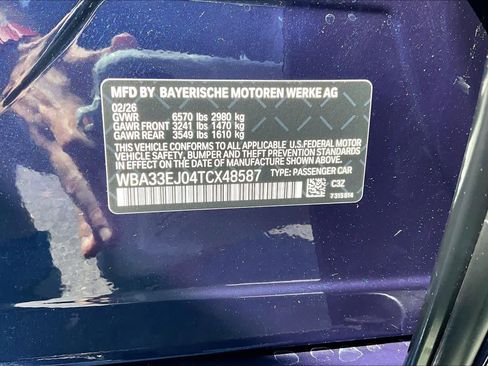 MFD BY BAYERISCHE MOTOREN WERKE AG
02/26
GVWR 6570 lbs 2980 kg
GAWR FRONT 3241 lbs 1470 kg
GAWR REAR 3549 lbs 1610 kg
THIS VEHICLE CONFORMS TO ALL APPLICABLE U.S.FEDERAL MOTOR
VEHICLE SAFETY, BUMPER AND THEFT PREVENTION STANDARDS
IN EFFECT ON THE DATE OF MANUFACTURE SHOWN ABOVE.
WBA33EJ04TCX48587 TYPE: PASSENGER CAR
C3Z
7315814